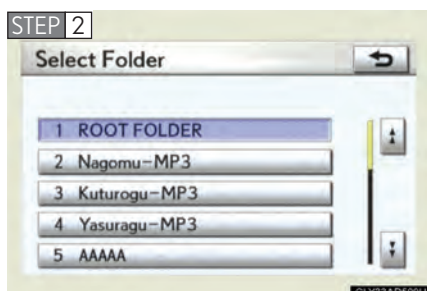 STEP 2
Select Folder
1 ROOT FOLDER
2 Nagomu-MP3
3 Kuturogu-MP3
4 Yasuragu-MP3
5 AAAAA